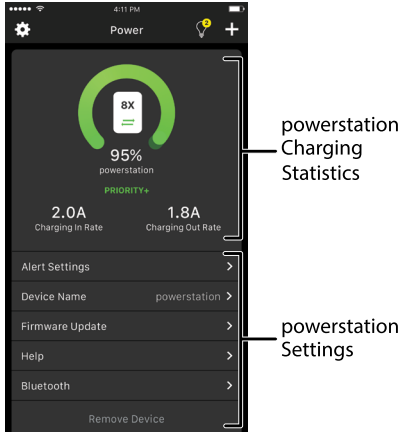 4:11 PM
Power
2
8X
95%
powerstation
PRIORITY+
2.0A 1.8A
Charging In Rate Charging Out Rate
powerstation
Charging
Statistics
Alert Settings
Device Name powerstation
Firmware Update
Help
Bluetooth
Remove Device
powerstation
Settings